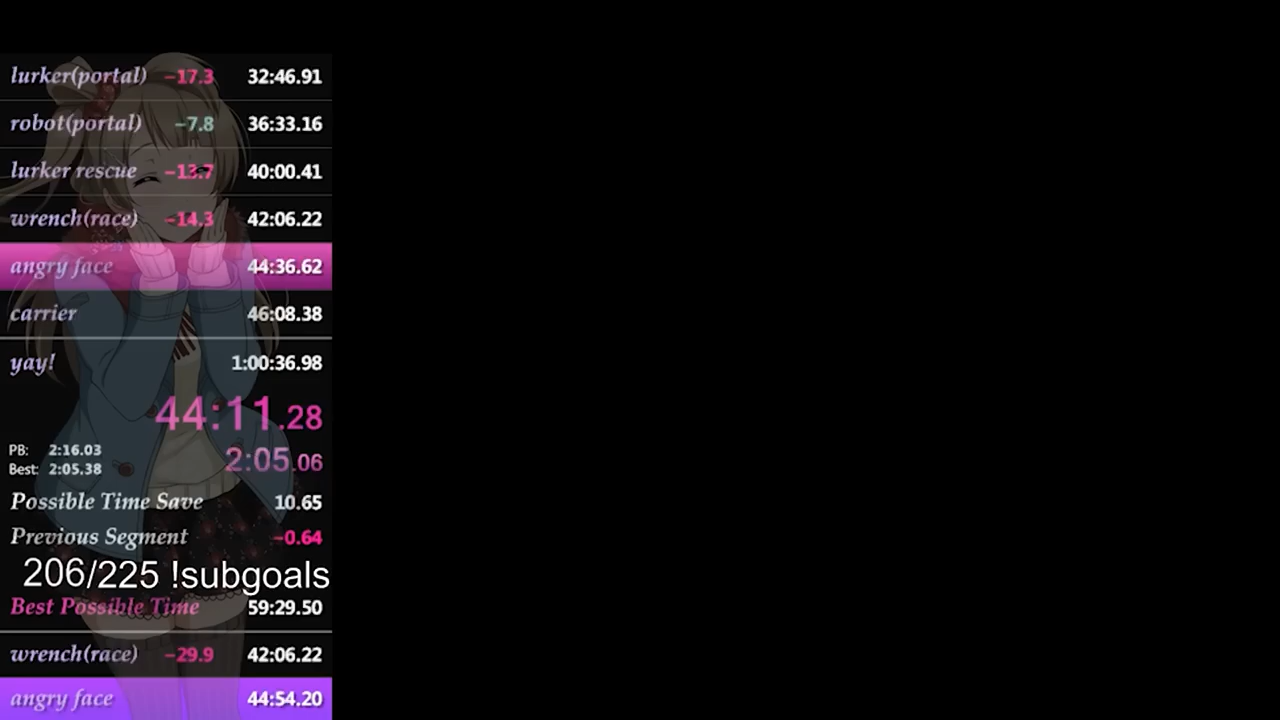 lurker(portal) −17.3 32:46.91
robot(portal) −7.8 36:33.16
lurker rescue −13.7 40:00.41
wrench(race) −14.3 42:06.22
angry face 44:36.62
carrier 46:08.38
yay! 1:00:36.98
44:11.28
PB: 2:16.03
Best: 2:05.38
2:05.06
Possible Time Save 10.65
Previous Segment −0.64
206/225 !subgoals
Best Possible Time 59:29.50
wrench(race) −29.9 42:06.22
angry face 44:54.20